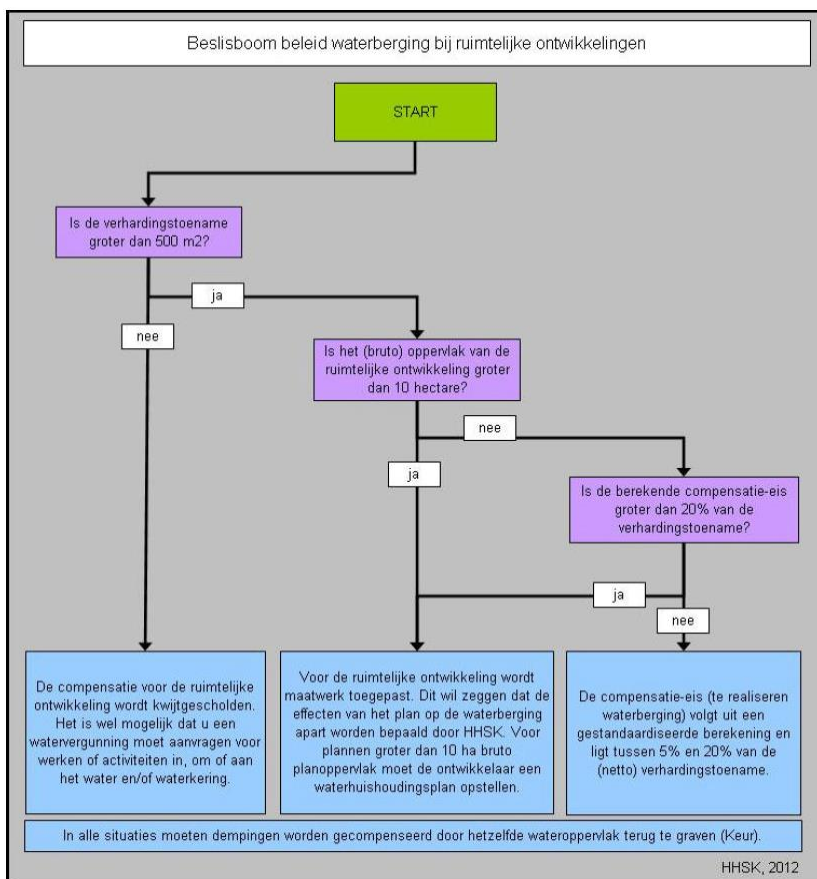 Beslisboom beleid waterberging bij ruimtelijke ontwikkelingen
START
Is de verhardingstoename
groter dan 500 m2?
ja
nee
Is het (bruto) oppervlak van de
ruimtelijke ontwikkeling groter
dan 10 hectare?
nee
ja
Is de berekende compensatie-eis
groter dan 20% van de
verhardingstoename?
ja
nee
De compensatie voor de ruimtelijke
ontwikkeling wordt kwijtgescholden.
Het is wel mogelijk dat u een
watervergunning moet aanvragen voor
werken of activiteiten in, om of aan
het water en/of waterkering.
Voor de ruimtelijke ontwikkeling wordt
maatwerk toegepast. Dit wil zeggen dat de
effecten van het plan op de waterberging
apart worden bepaald door HHSK. Voor
plannen groter dan 10 ha bruto
planoppervlak moet de ontwikkelaar een
waterhuishoudingsplan opstellen.
De compensatie-eis (te realiseren
waterberging) volgt uit een
gestandaardiseerde berekening en
ligt tussen 5% en 20% van de
(netto) verhardingstoename.
In alle situaties moeten dempingen worden gecompenseerd door hetzelfde wateroppervlak terug te graven (Keur).
HHSK, 2012